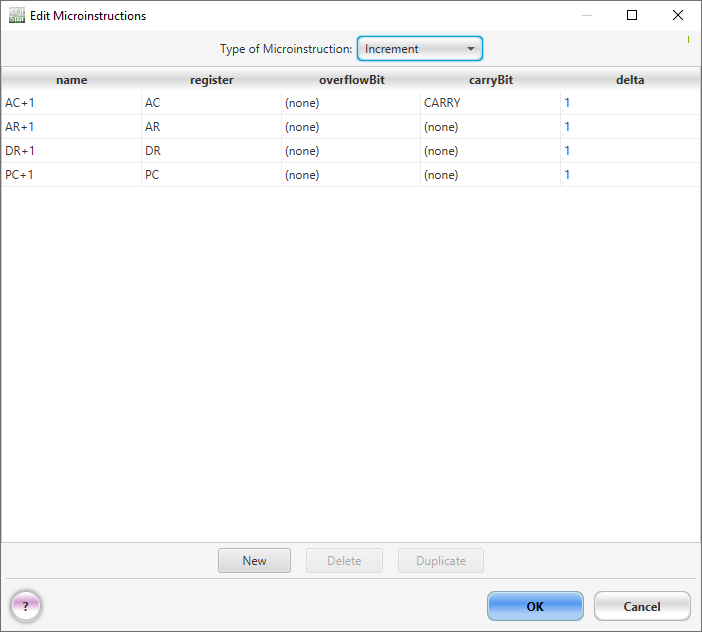 Edit Microinstructions
Type of Microinstruction: Increment
name register overflowBit carryBit delta
AC+1 AC (none) CARRY 1
AR+1 AR (none) (none) 1
DR+1 DR (none) (none) 1
PC+1 PC (none) (none) 1
New Delete Duplicate
? OK Cancel